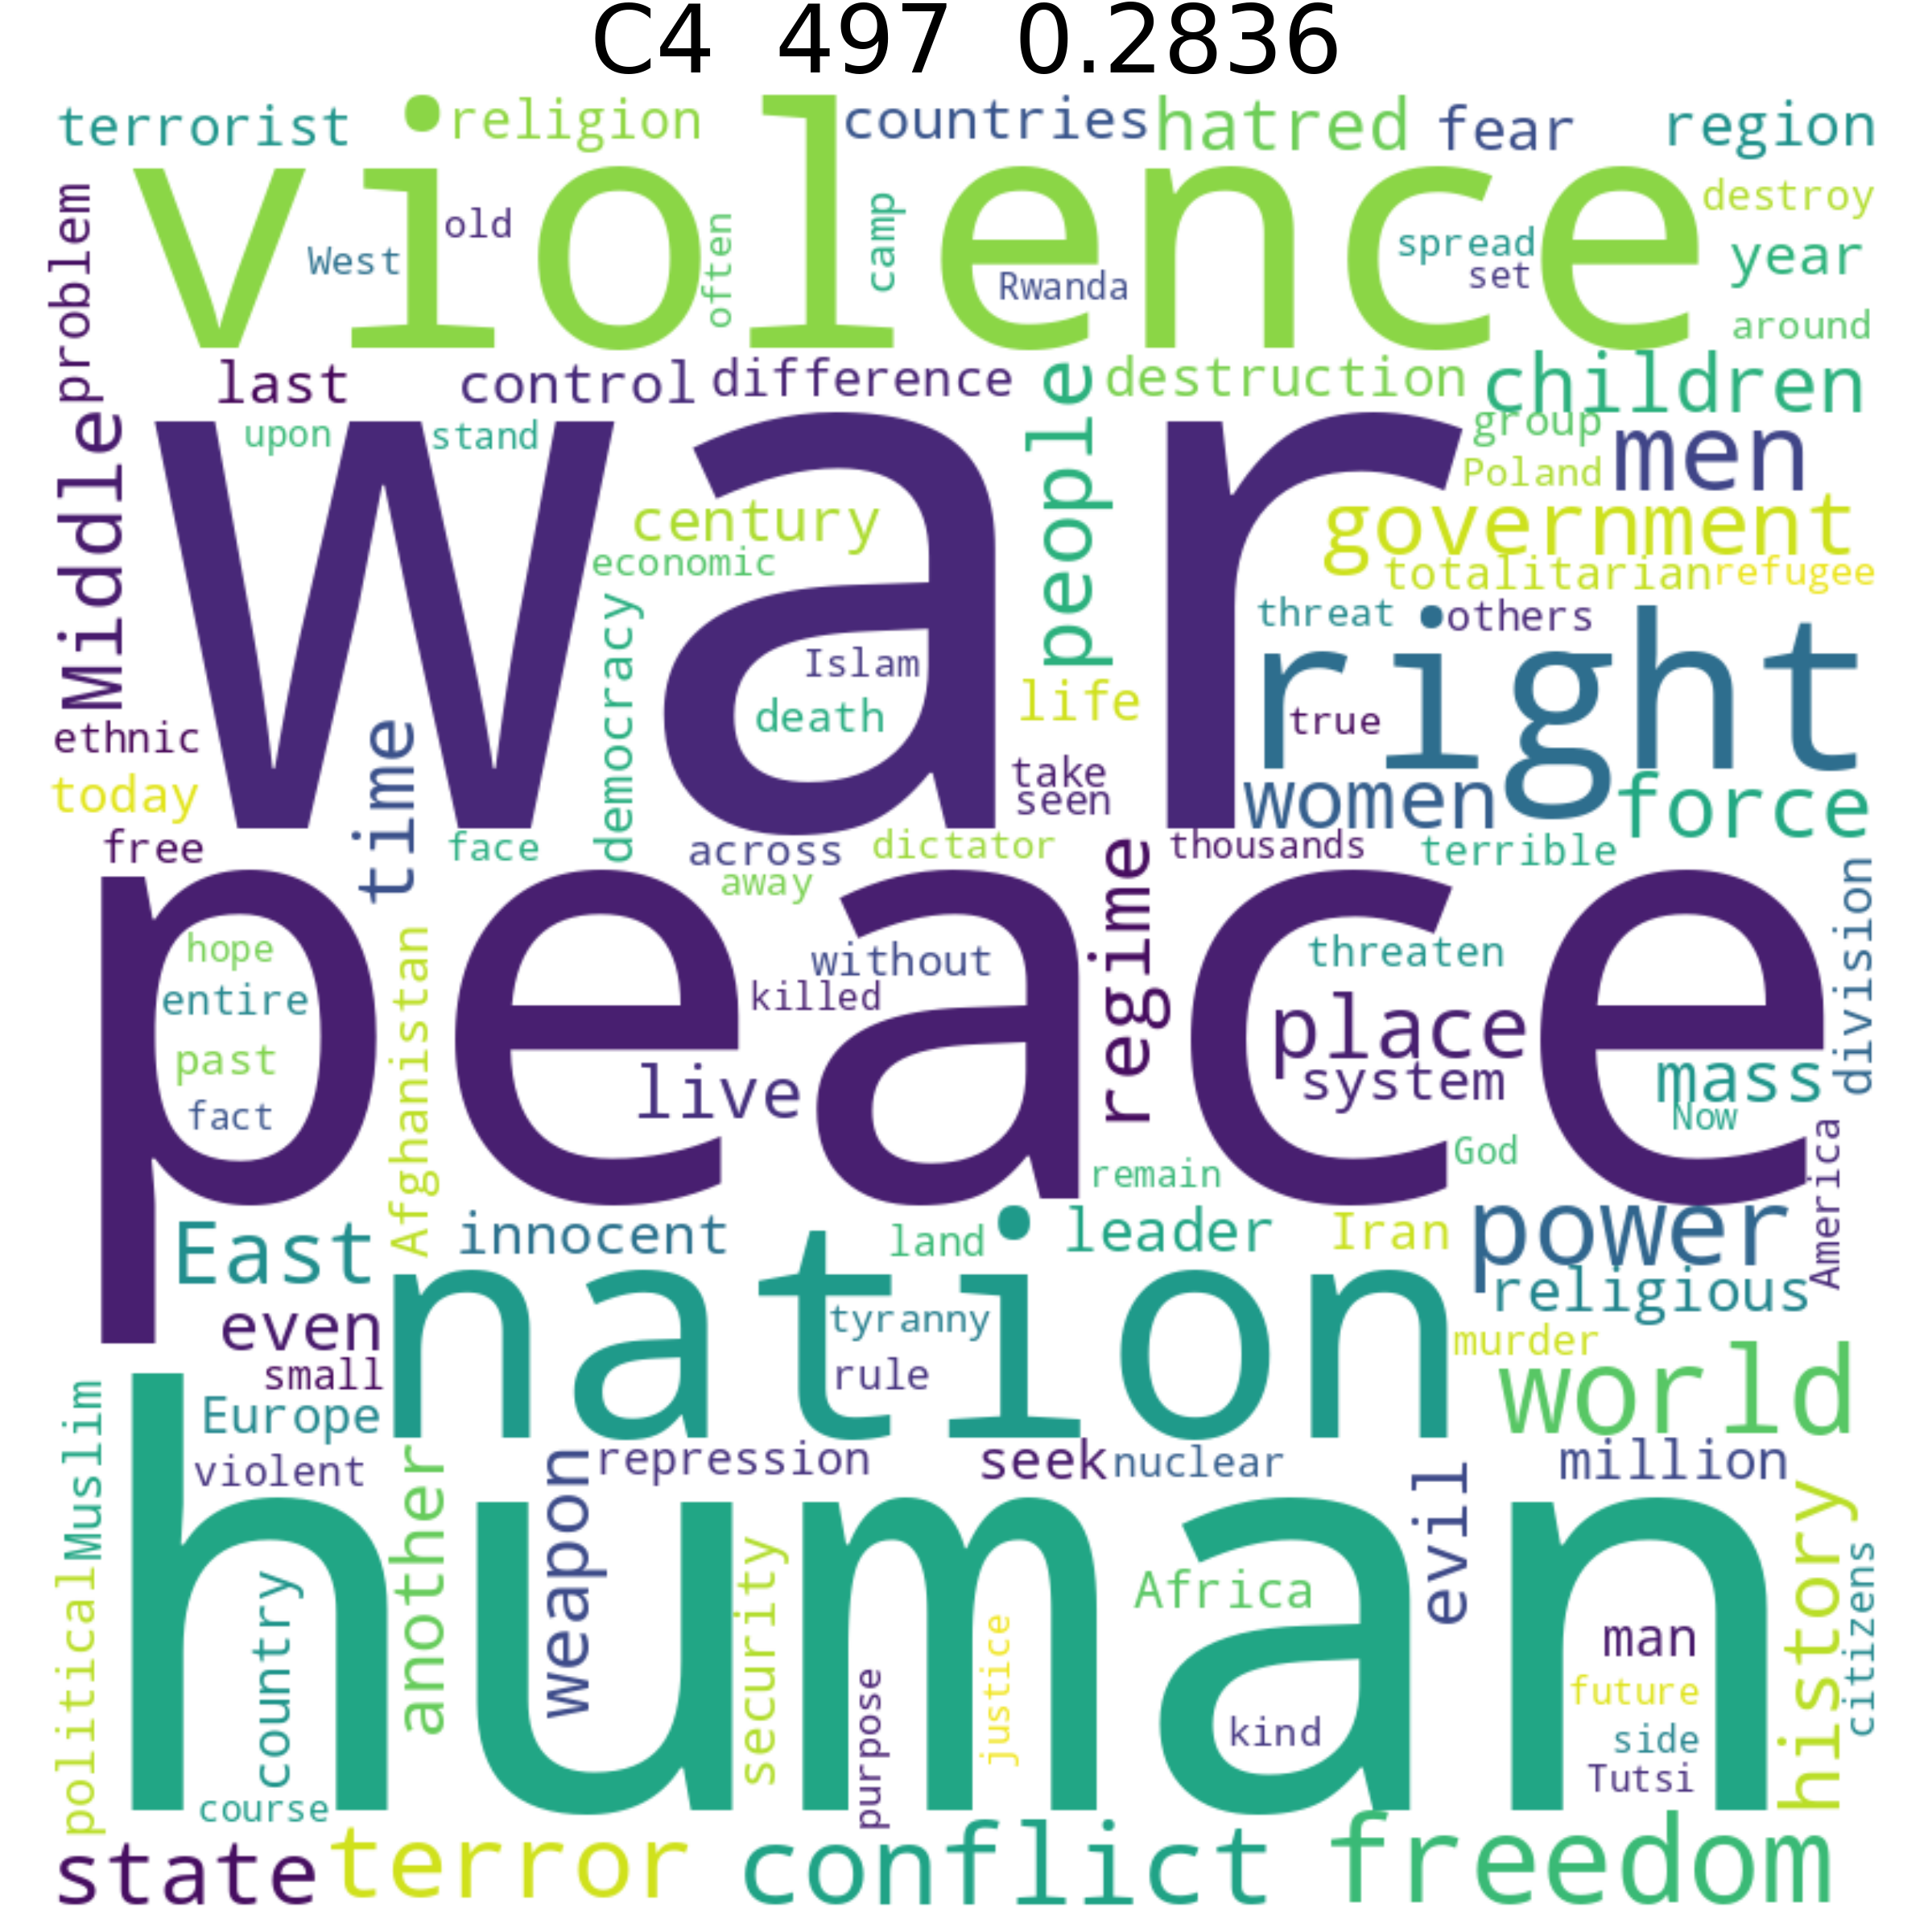 C4 497 0.2836
terrorist religion countries hatred fear region
violence
problem West old often camp Rwanda spread set destroy year around
last control difference people destruction children
Middle upon stand group Poland men
war
century economic government totalitarian refugee
democracy Islam death life threat others
right
true
ethnic today time take seen women force
free face across dictator thousands terrible
away regime division
peace
hope entire past fact Afghanistan without killed live threaten place system mass Now
God remain America
East innocent land leader Iran power
religious
nation
even small tyranny rule murder world
Europe violent repression seek nuclear million
Muslim another weapon evil history
human
political country security purpose justice Africa kind man future side Tutsi citizens
course
state terror conflict freedom